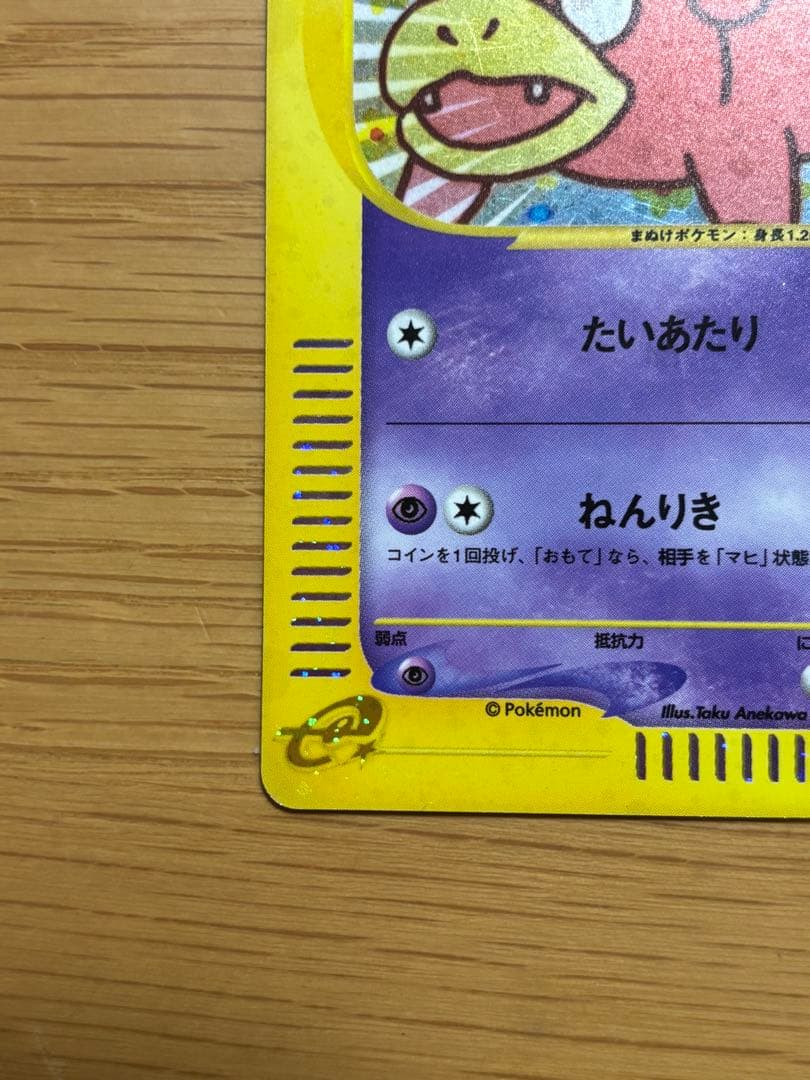 まぬけポケモン：身長1.2
たいあたり
ねんりき
コインを1回投げ、「おもて」なら、相手を「マヒ」状態
弱点 抵抗力 に
© Pokémon Illus.Taku Anekawa
e